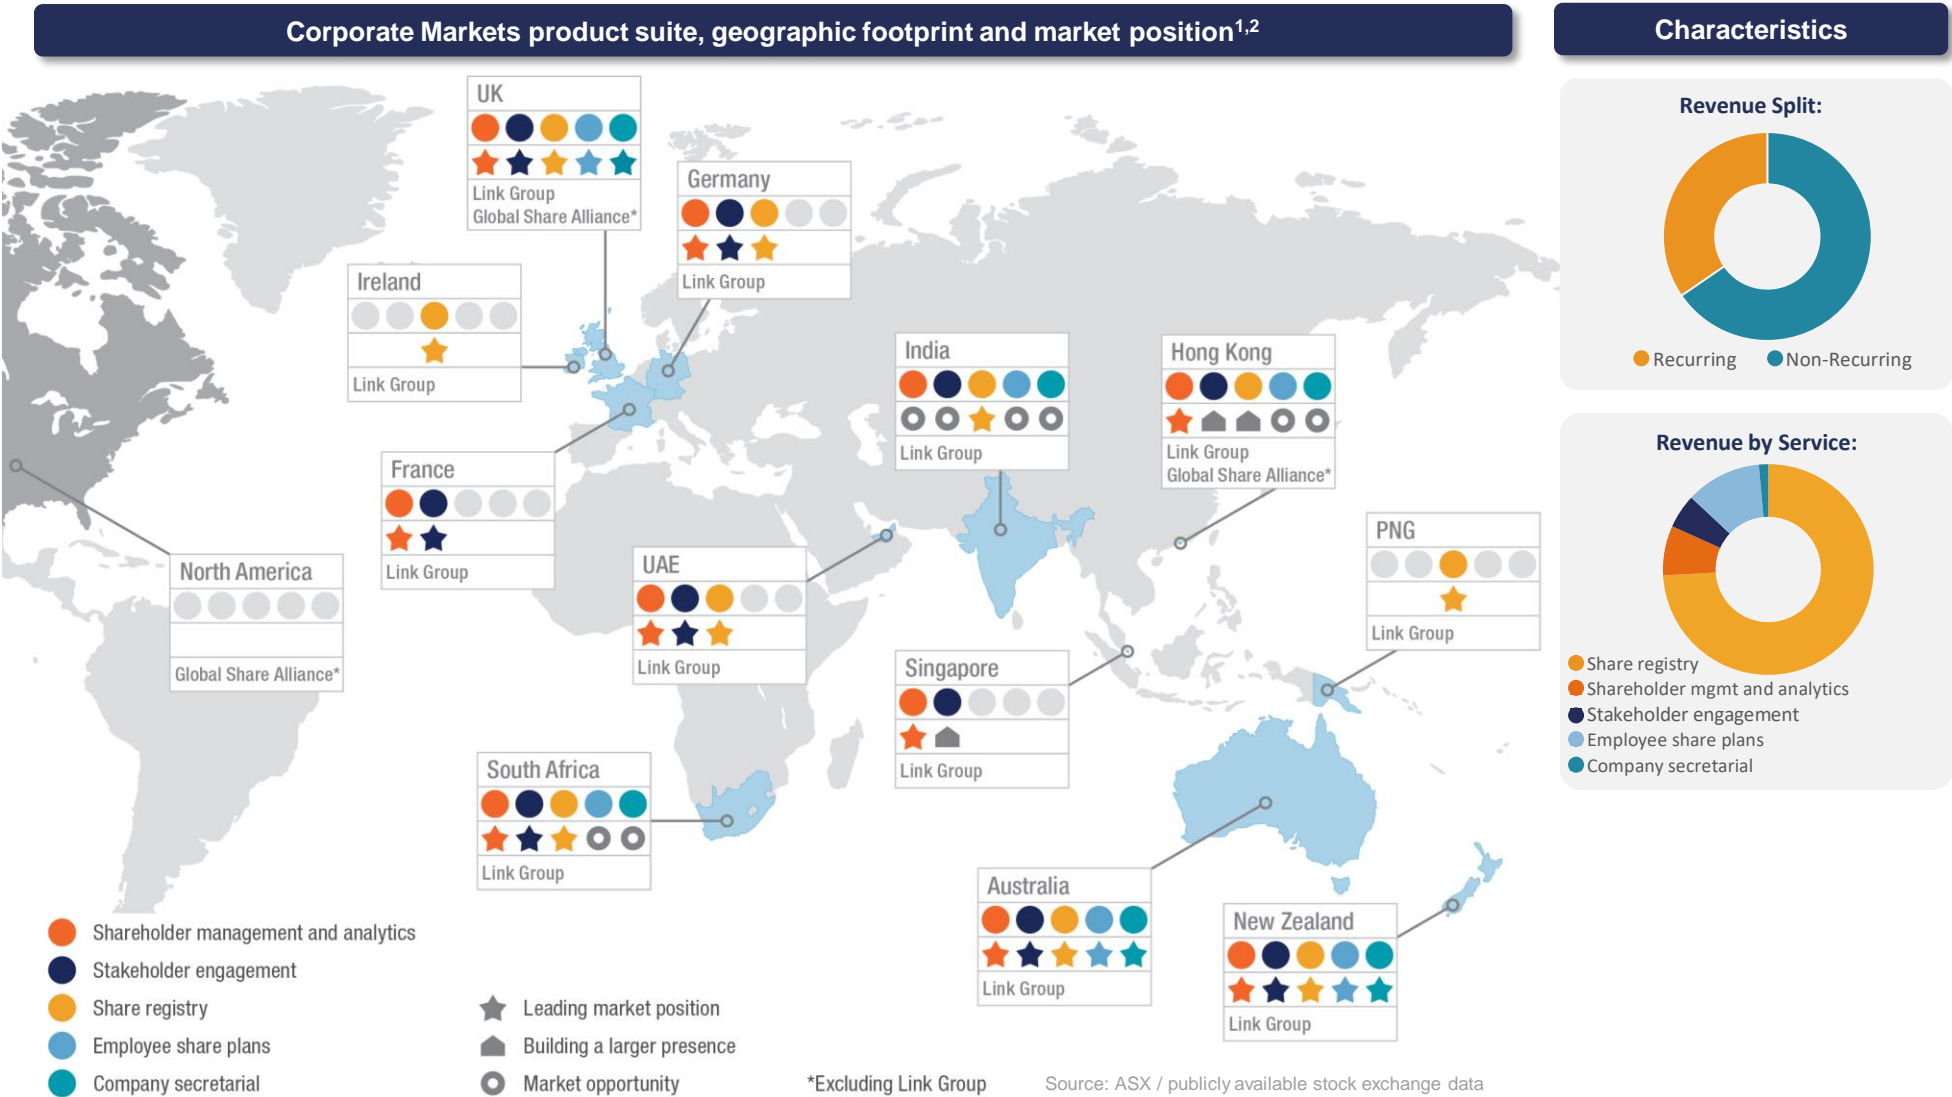 Corporate Markets product suite, geographic footprint and market position1,2
Characteristics
UK
Link Group
Global Share Alliance*
Germany
Link Group
Ireland
Link Group
France
Link Group
North America
Global Share Alliance*
UAE
Link Group
South Africa
Link Group
India
Link Group
Hong Kong
Link Group
Global Share Alliance*
PNG
Link Group
Singapore
Link Group
Australia
Link Group
New Zealand
Link Group
Shareholder management and analytics
Stakeholder engagement
Share registry
Employee share plans
Company secretarial
Leading market position
Building a larger presence
Market opportunity
*Excluding Link Group
Source: ASX / publicly available stock exchange data
Revenue Split:
Recurring
Non-Recurring
Revenue by Service:
Share registry
Shareholder mgmt and analytics
Stakeholder engagement
Employee share plans
Company secretarial